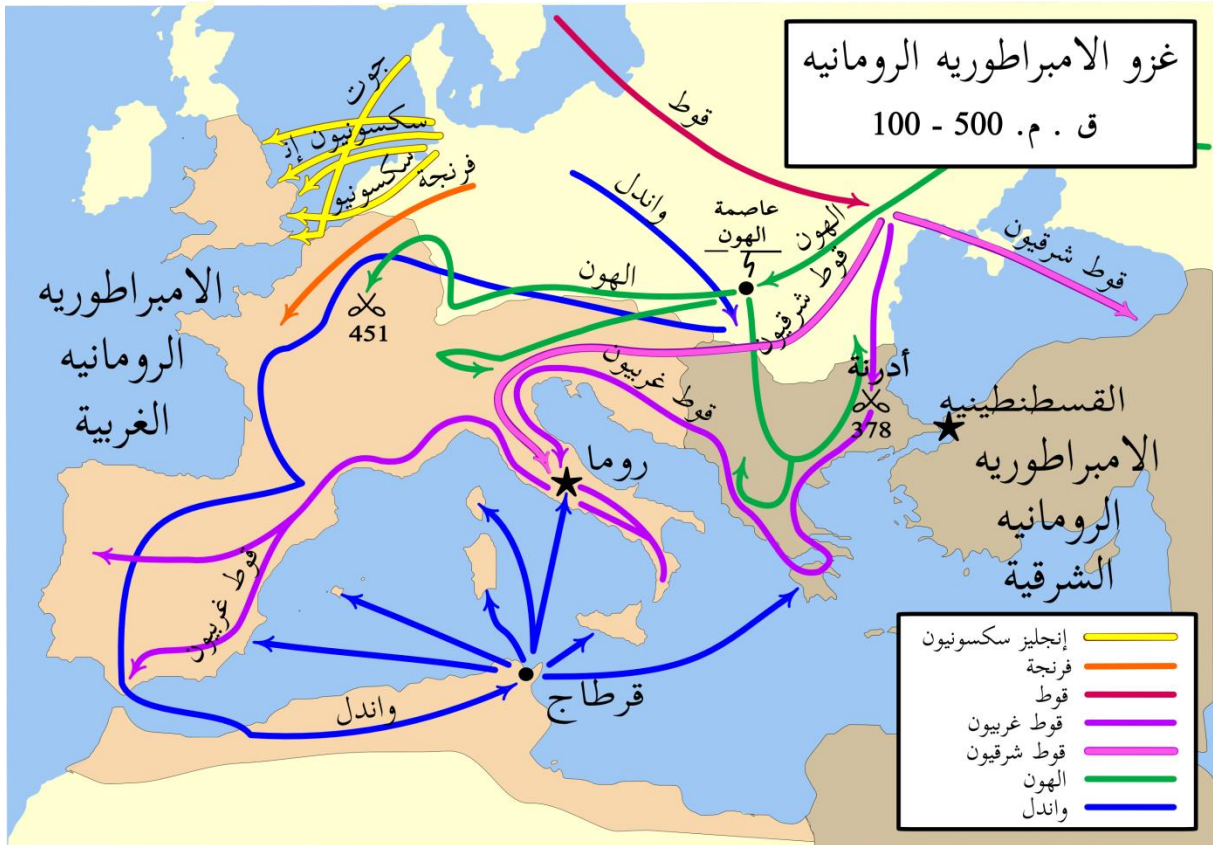 غزو الامبراطوريه الرومانيه
ق . م. 500 - 100
جوت
سكسونيون إنـ
سكسونيو
فرنجة
قوط
واندل
عاصمة
الهون
الهون
قوط شرقيون
قوط شرقيون
الهون
451
الامبراطوريه
الرومانيه
الغربية
قوط غربيون
أدرنة
378
القسطنطينيه
الامبراطوريه
الرومانيه
الشرقية
روما
قوط غربيون
واندل
قرطاج
إنجليز سكسونيون
فرنجة
قوط
قوط غربيون
قوط شرقيون
الهون
واندل